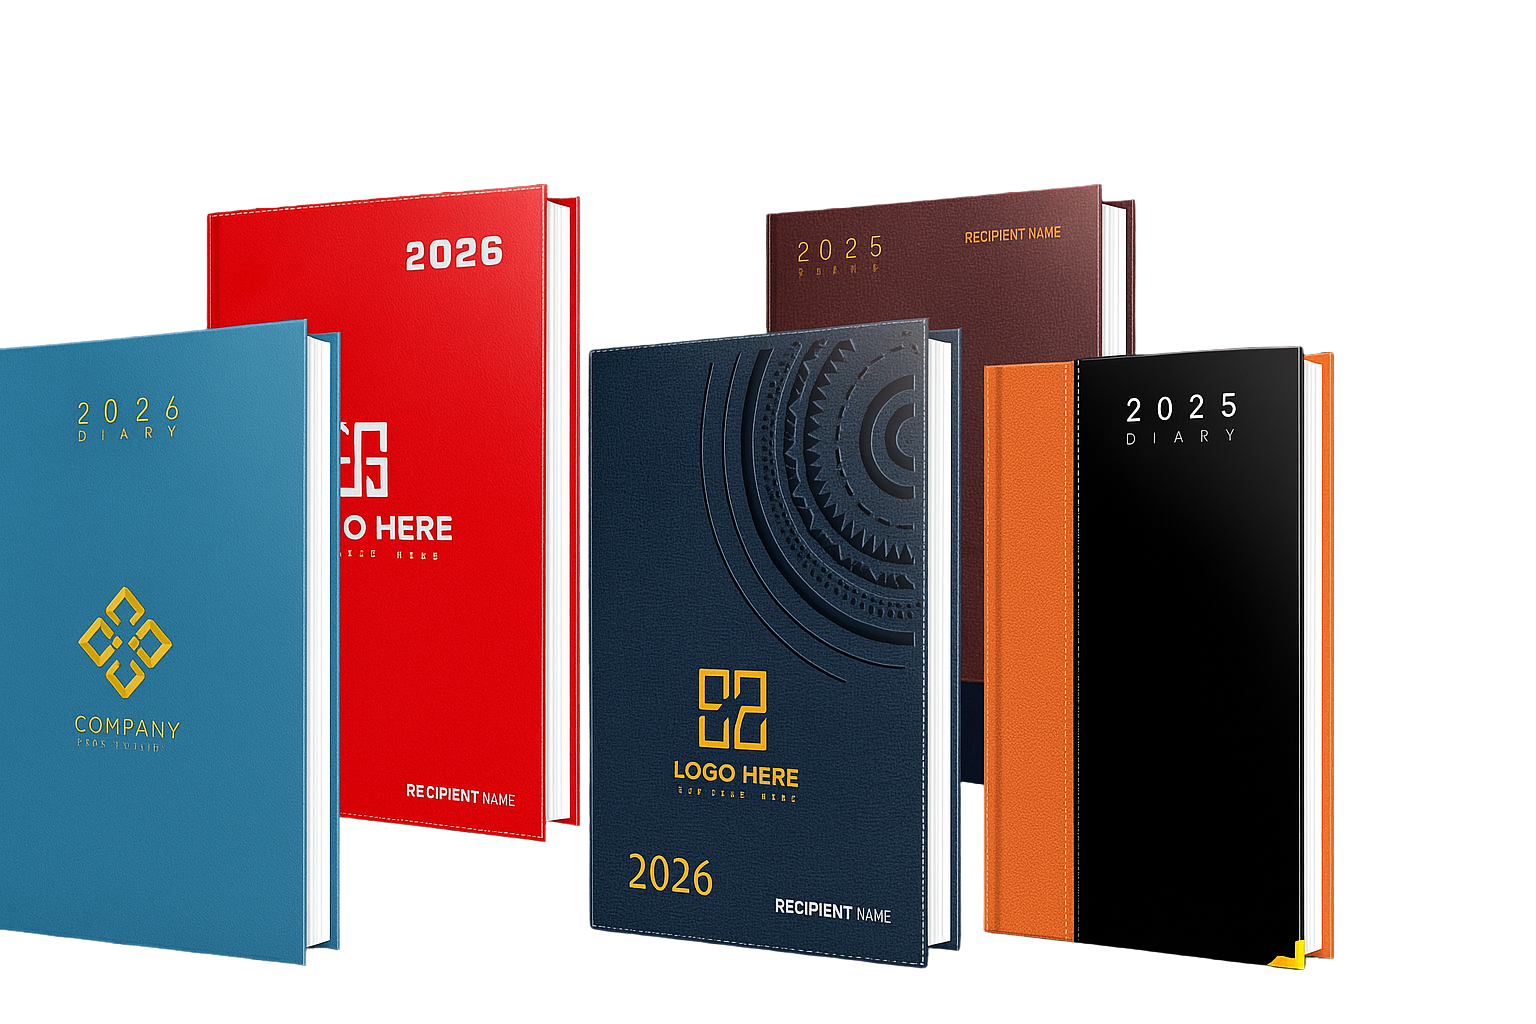 2026
DIARY
COMPANY
2026
O HERE
RECIPIENT NAME
2025
RECIPIENT NAME
LOGO HERE
2026
RECIPIENT NAME
2025
DIARY